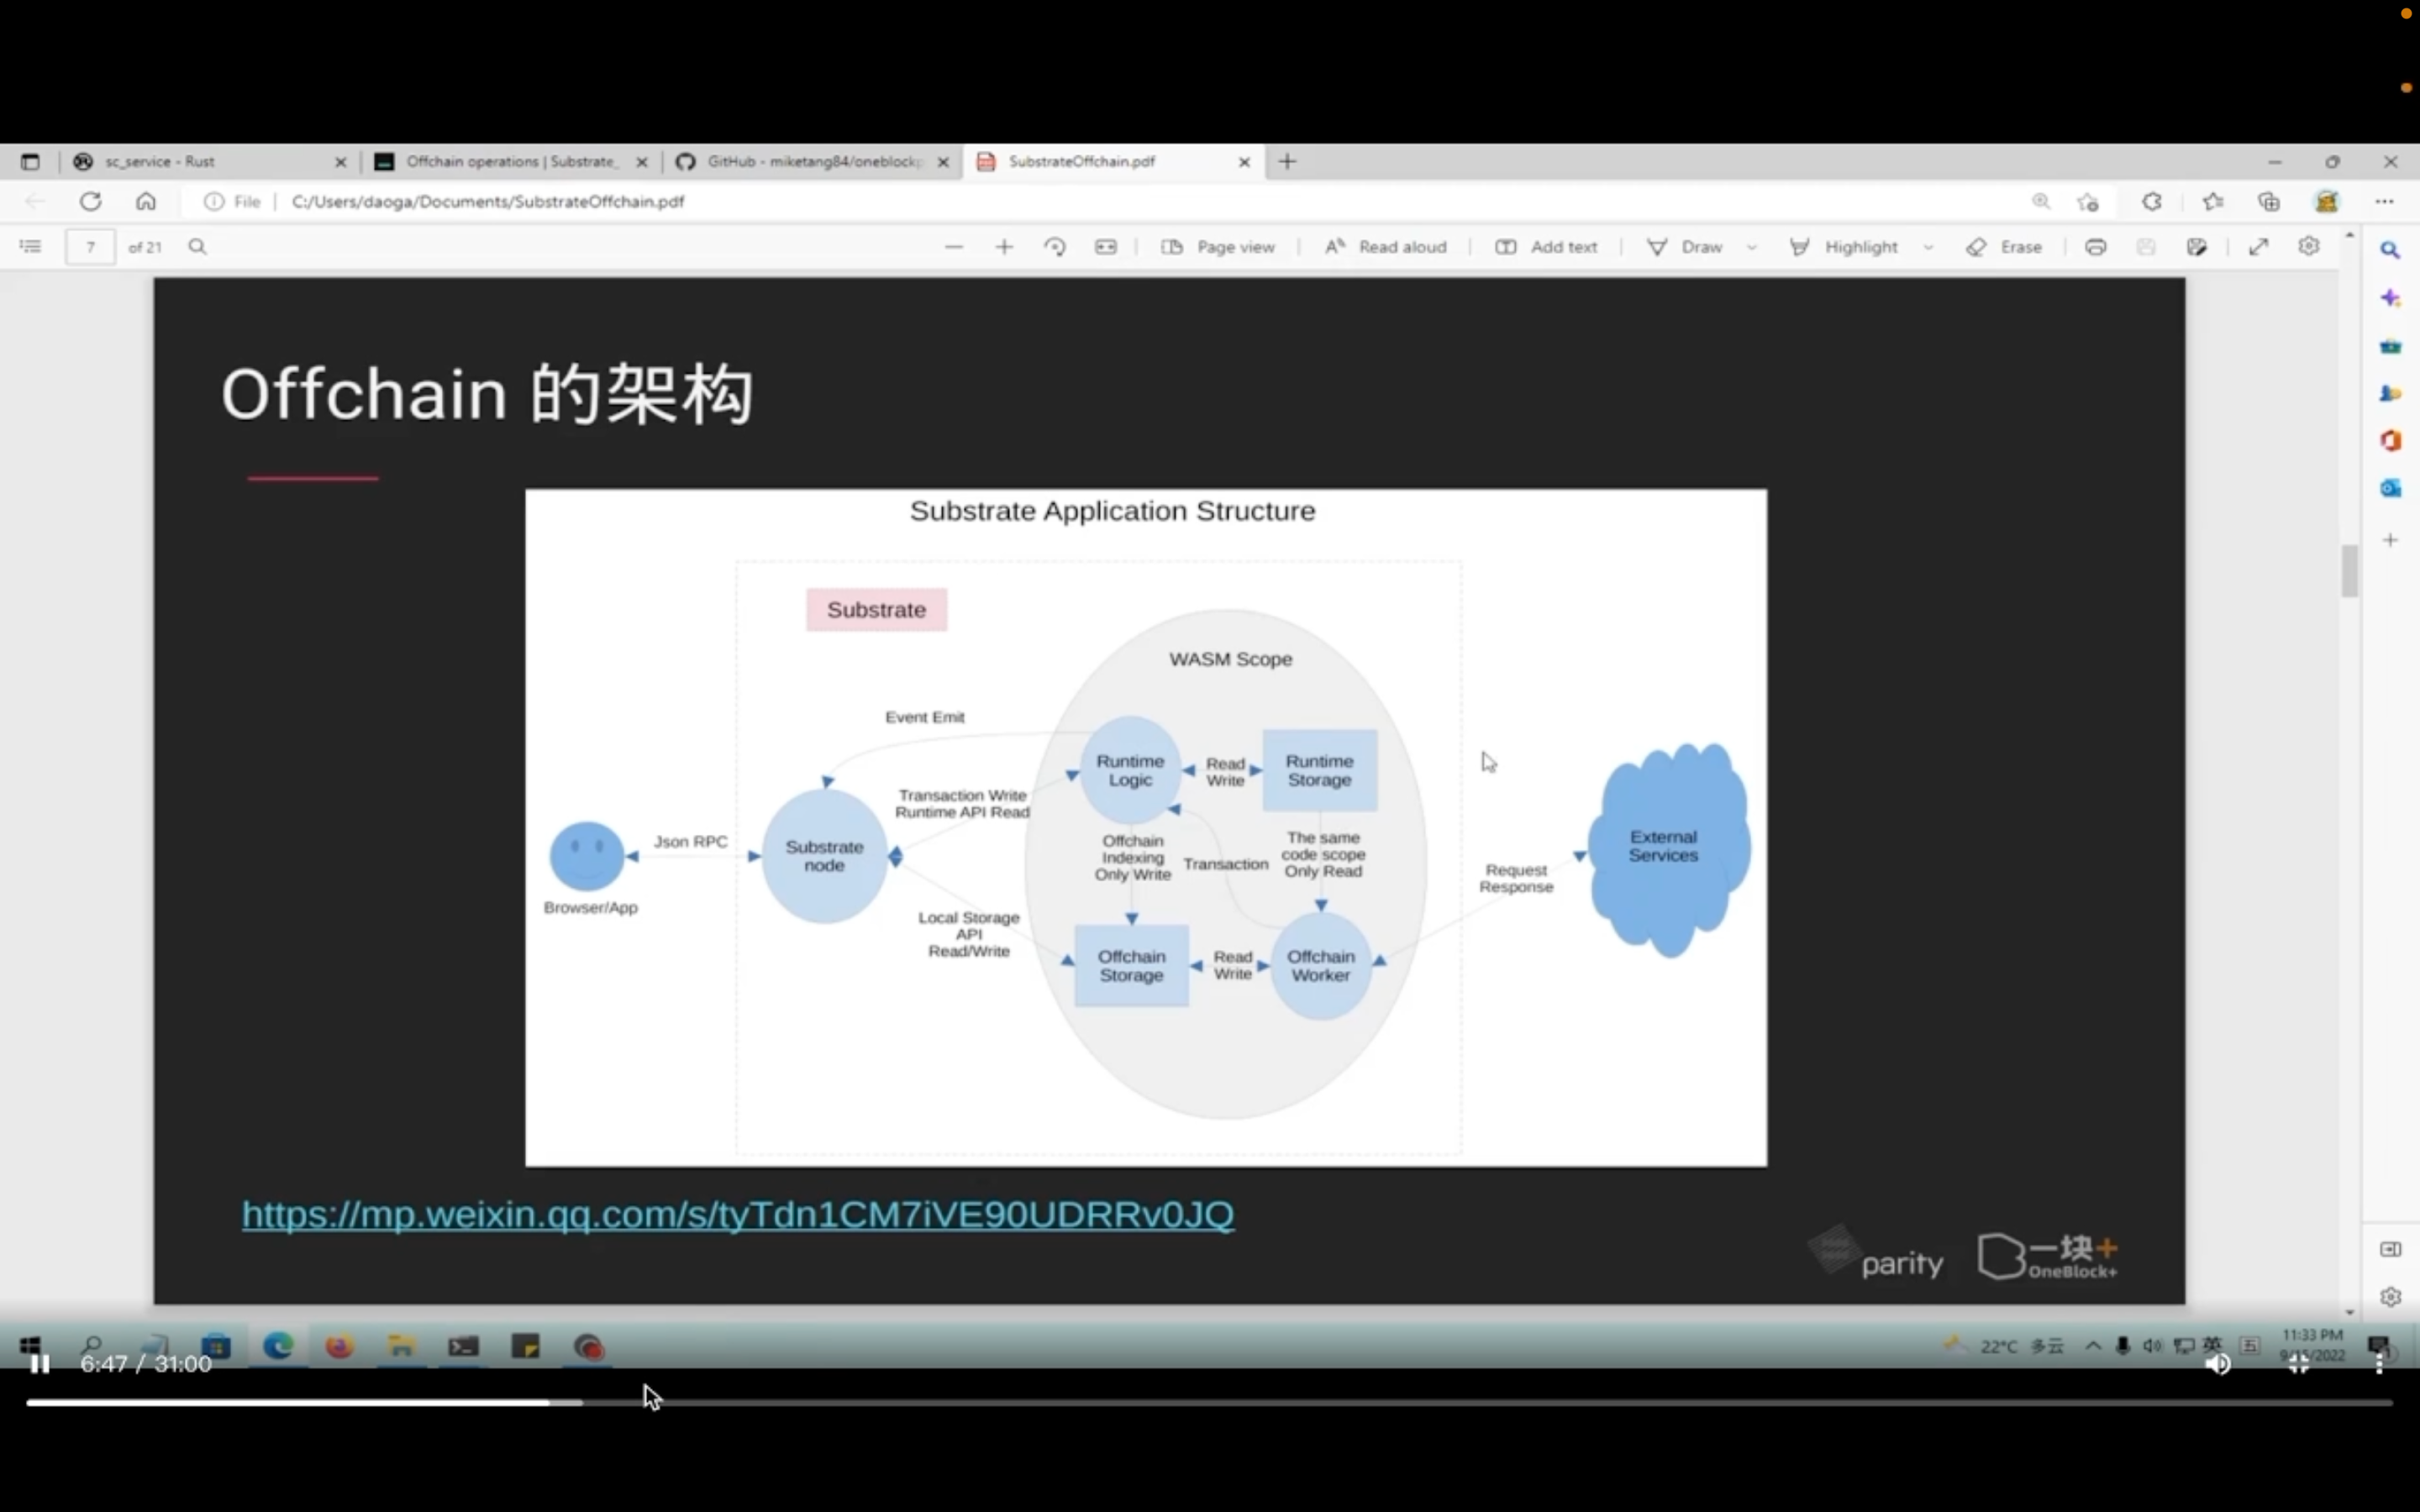 sc_service - Rust
Offchain operations | Substrate_
GitHub - miketang84/oneblockp
SubstrateOffchain.pdf
File
C:/Users/daoga/Documents/SubstrateOffchain.pdf
7 of 21
Page view
Read aloud
Add text
Draw
Highlight
Erase
Offchain 的架构
Substrate Application Structure
Substrate
WASM Scope
Event Emit
Runtime
Logic
Read
Write
Runtime
Storage
Transaction Write
Runtime API Read
Json RPC
Substrate
node
Browser/App
Offchain
Indexing
Only Write
Transaction
The same
code scope
Only Read
External
Services
Request
Response
Local Storage
API
Read/Write
Offchain
Storage
Read
Write
Offchain
Worker
https://mp.weixin.qq.com/s/tyTdn1CM7iVE90UDRRv0JQ
parity
一块+
OneBlock+
22°C 多云
英
五
11:33 PM
9/15/2022
6:47 / 31:00